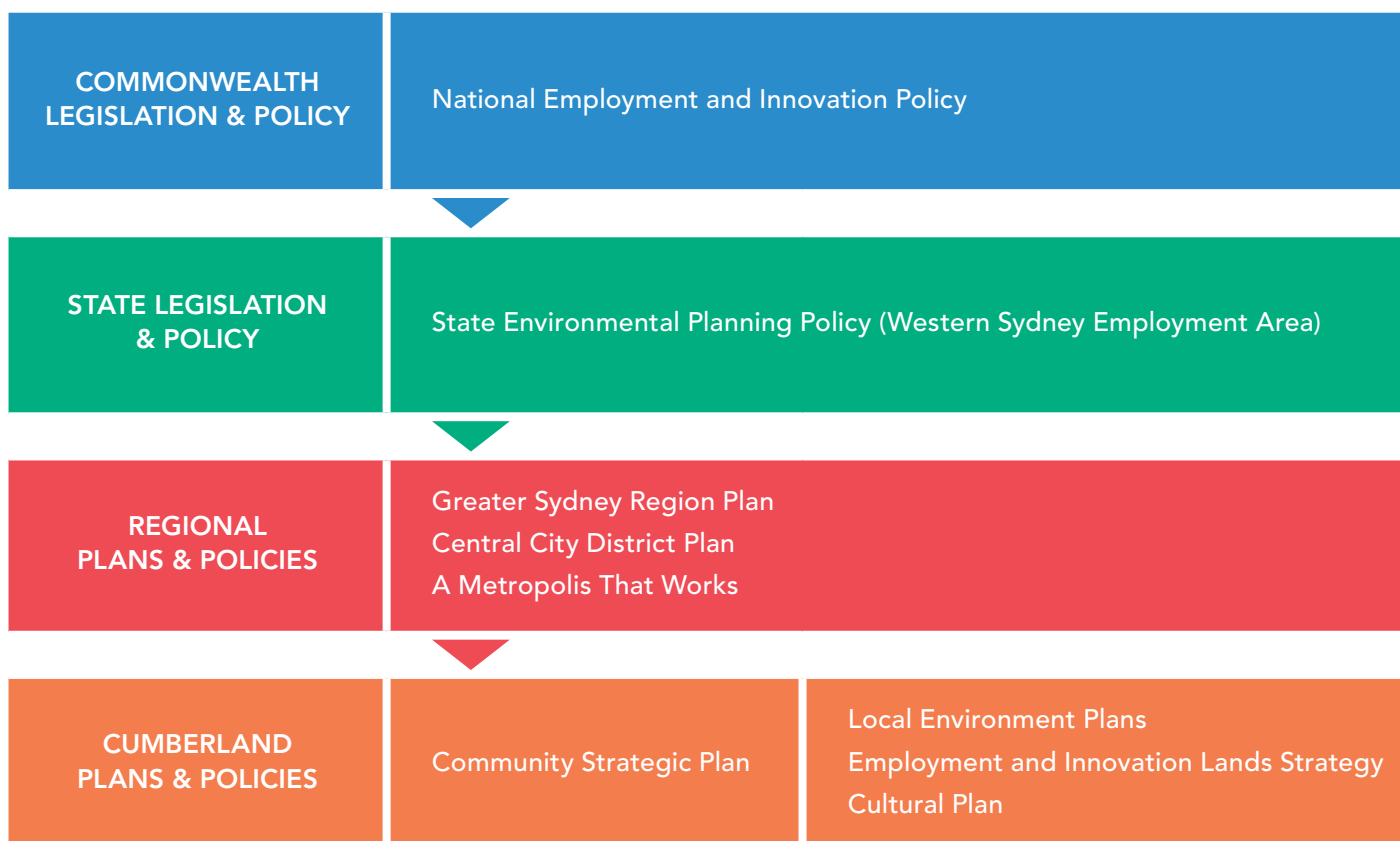 COMMONWEALTH
LEGISLATION & POLICY
National Employment and Innovation Policy
STATE LEGISLATION
& POLICY
State Environmental Planning Policy (Western Sydney Employment Area)
REGIONAL
PLANS & POLICIES
Greater Sydney Region Plan
Central City District Plan
A Metropolis That Works
CUMBERLAND
PLANS & POLICIES
Community Strategic Plan
Local Environment Plans
Employment and Innovation Lands Strategy
Cultural Plan